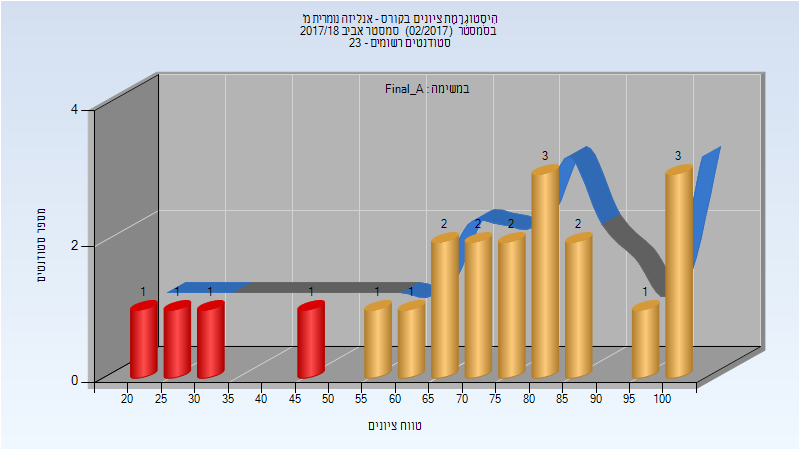 היסטוגרמת ציונים בקורס - אנליזה נומרית מ'
בסמסטר (02/2017) סמסטר אביב 2017/18
סטודנטים רשומים - 23
במשימה : Final_A
מספר סטודנטים
4
2
0
1 1 1 1 1 1 2 2 2 3 2 1 3
20 25 30 35 40 45 50 55 60 65 70 75 80 85 90 95 100
טווח ציונים